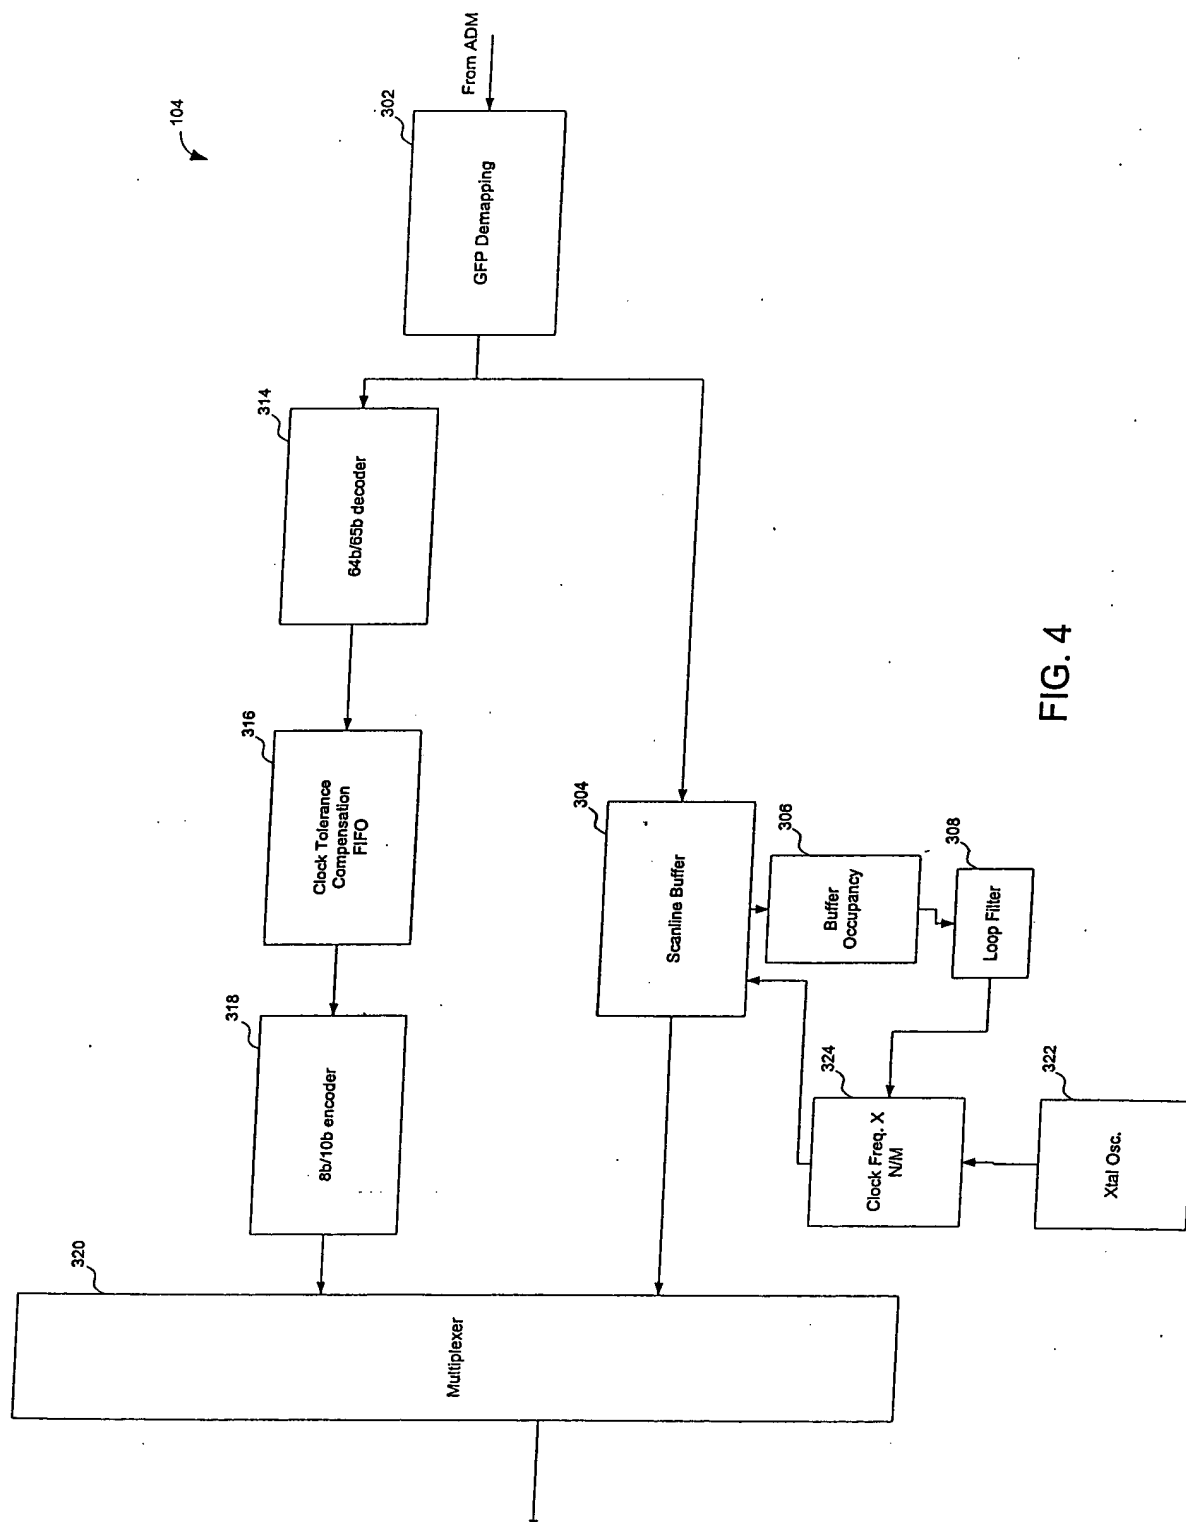 104
From ADM
302
GFP Demapping
314
64b/65b decoder
316
Clock Tolerance
Compensation
FIFO
318
8b/10b encoder
320
Multiplexer
304
Scanline Buffer
306
Buffer
Occupancy
308
Loop Filter
324
Clock Freq. X
N/M
322
Xtal Osc.
FIG. 4